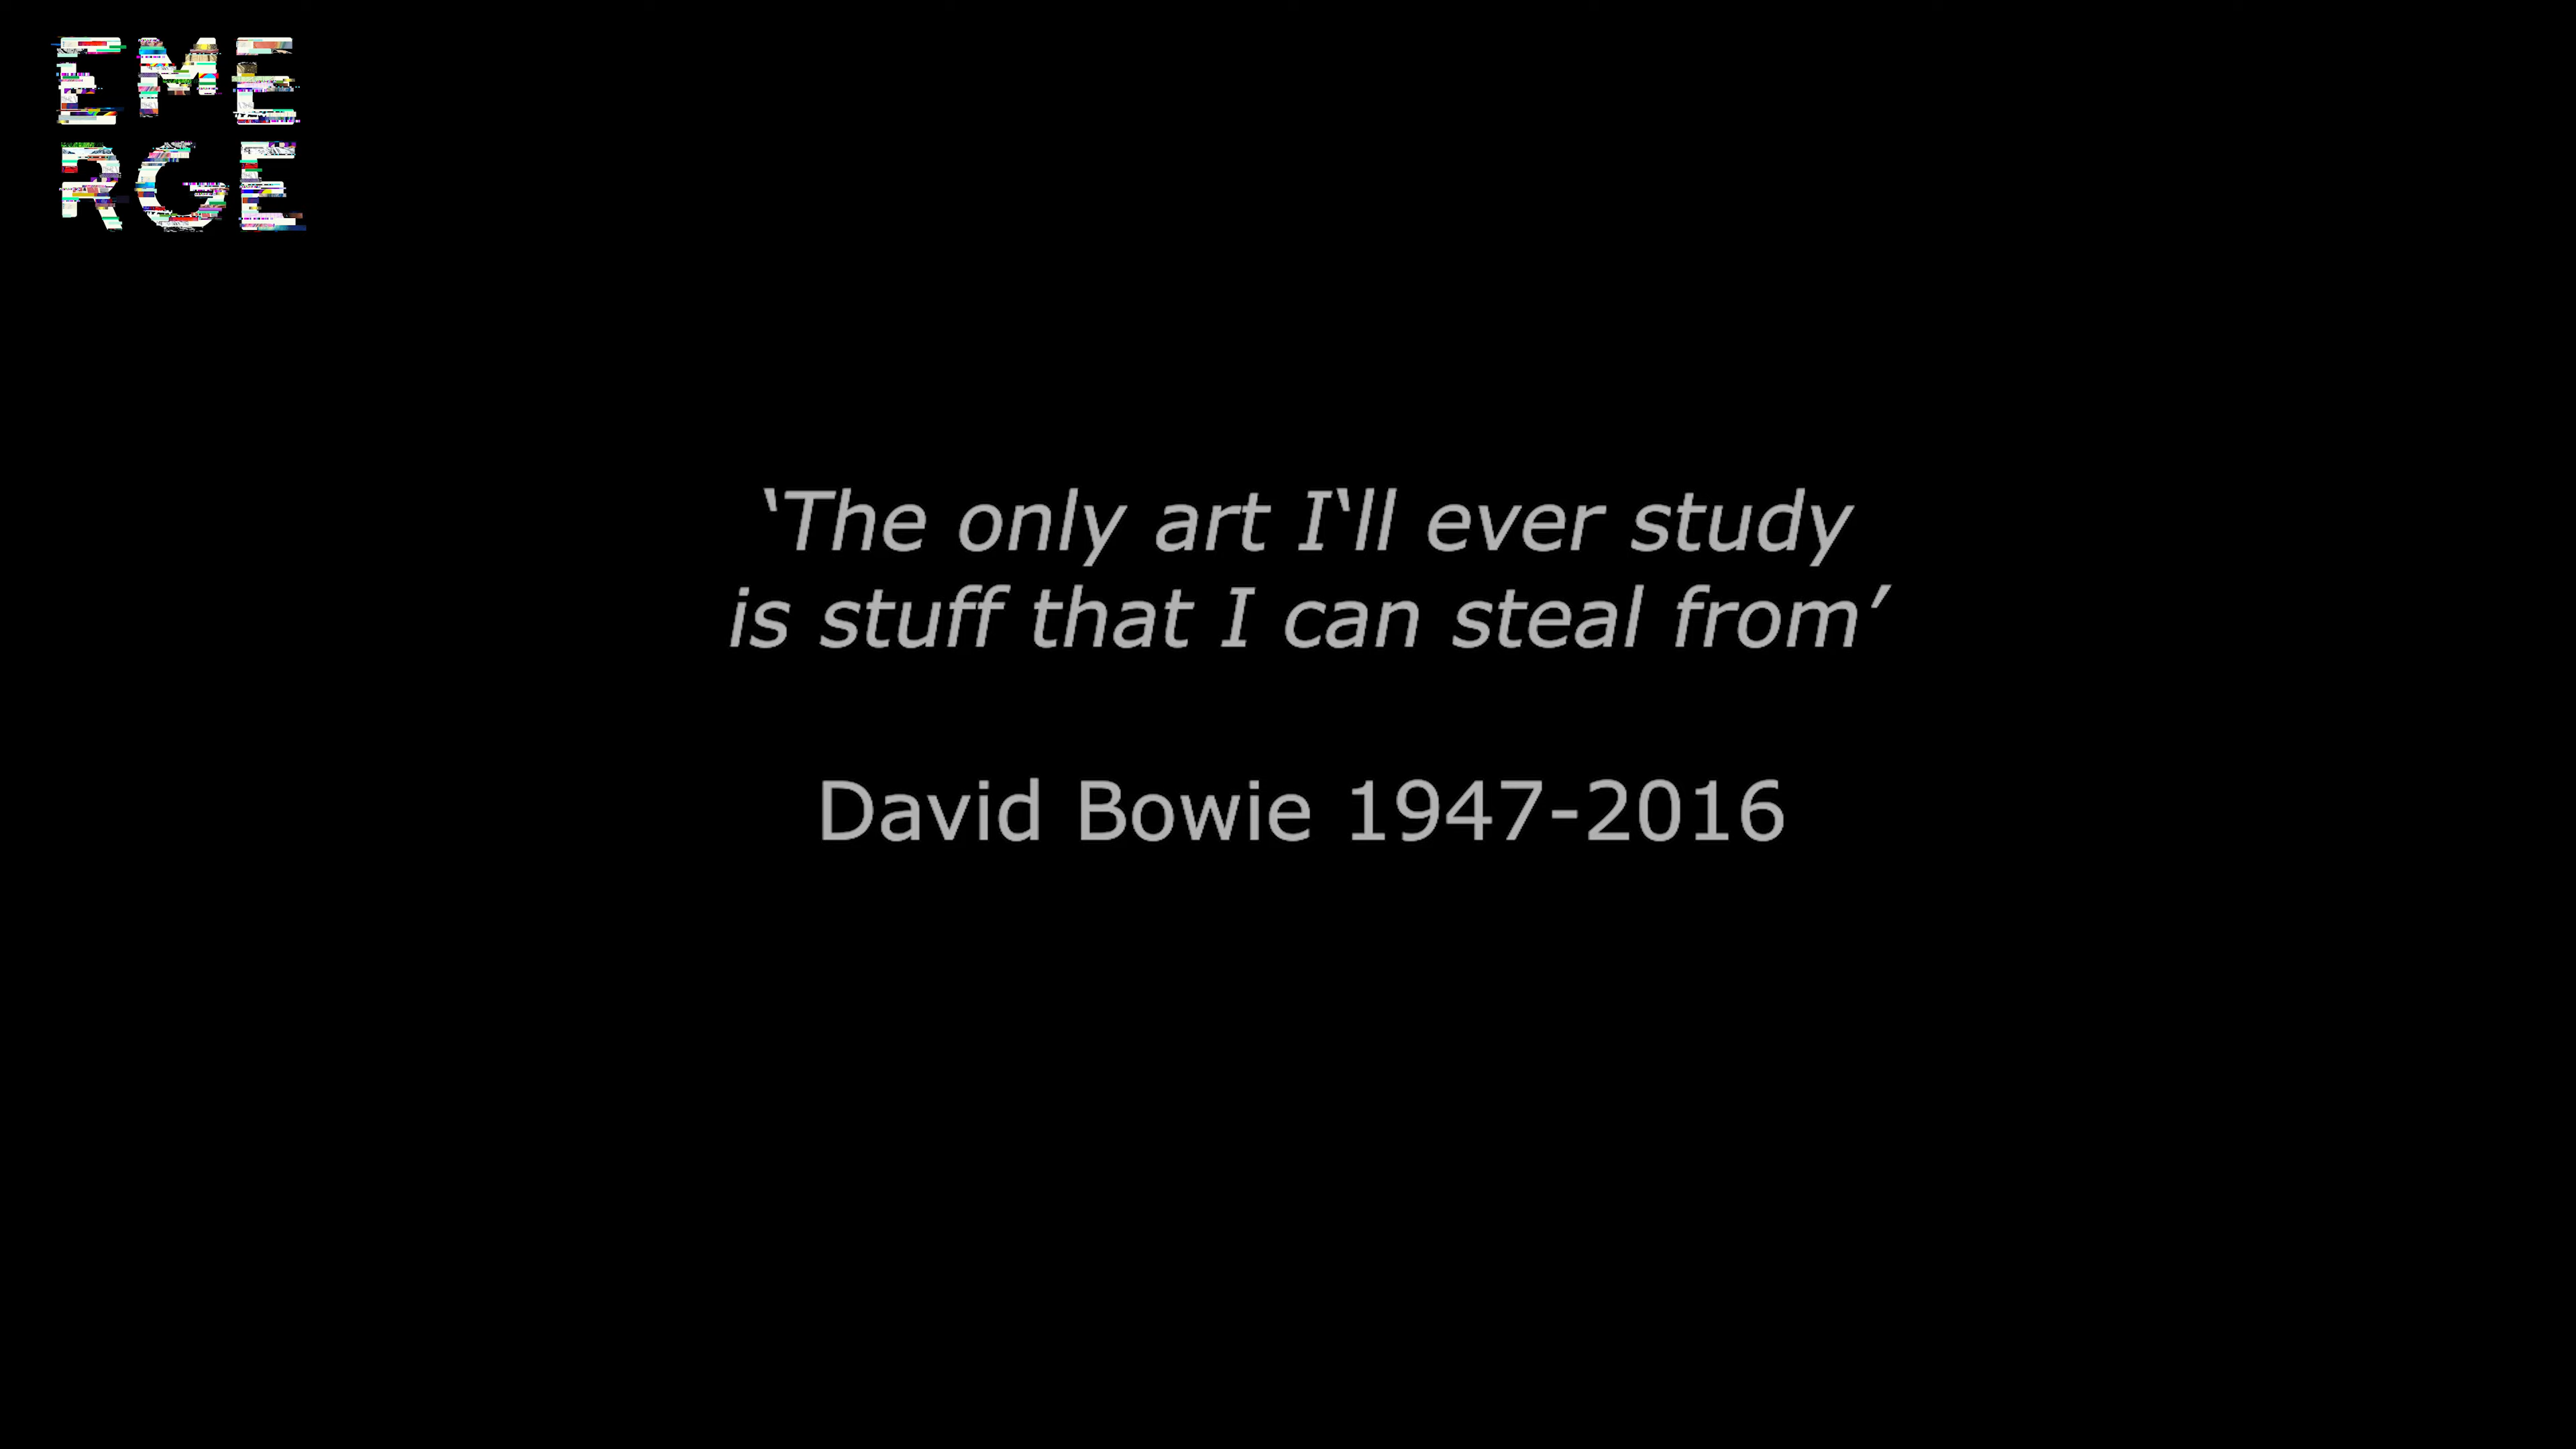 EME
RGE
‘The only art I‘ll ever study
is stuff that I can steal from’
David Bowie 1947-2016